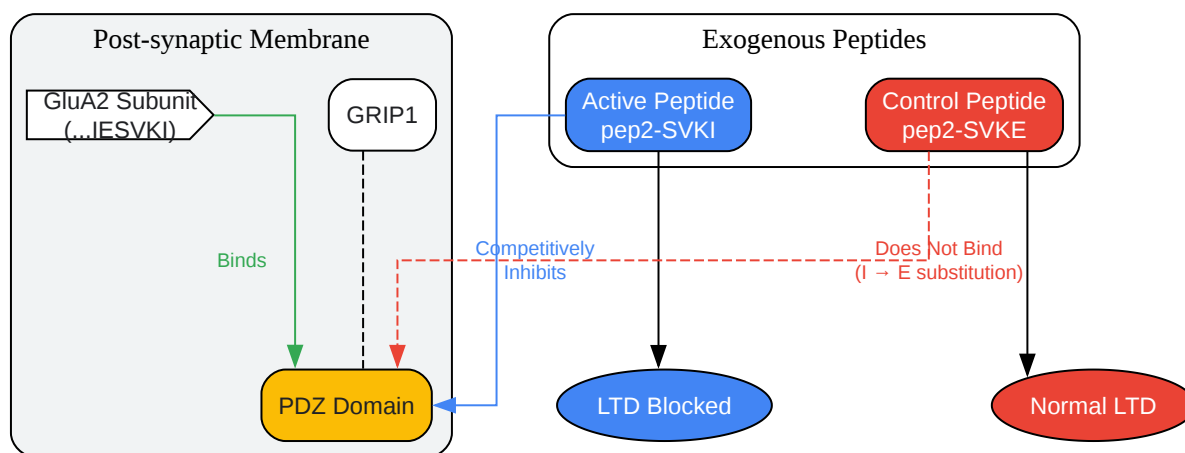 Post-synaptic Membrane
Exogenous Peptides
GluA2 Subunit
(...IESVKI)
GRIP1
Active Peptide
pep2-SVKI
Control Peptide
pep2-SVKE
Binds
Competitively
Inhibits
Does Not Bind
(I → E substitution)
PDZ Domain
LTD Blocked
Normal LTD